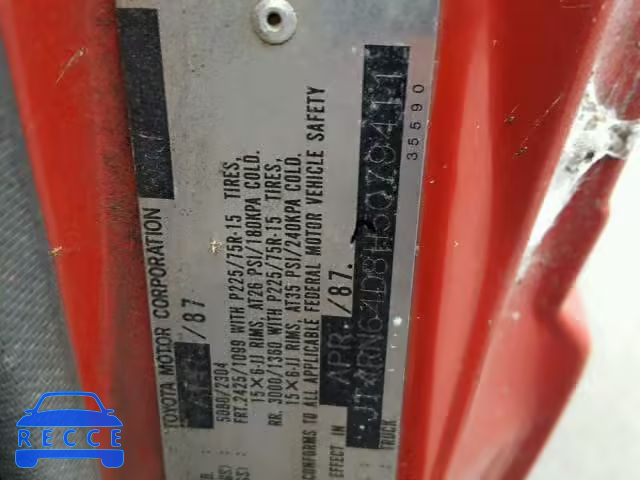 TOYOTA MOTOR CORPORATION
/87
5080/2304
FRT. 2425/1099 WITH P225/75R-15 TIRES,
15×6-JJ RIMS, AT26 PSI/180KPA COLD.
RR. 3000/1360 WITH P225/75R-15 TIRES,
15×6-JJ RIMS, AT35 PSI/240KPA COLD.
CONFORMS TO ALL APPLICABLE FEDERAL MOTOR VEHICLE SAFETY
EFFECT IN APR. /87.
JT4RN64D8H5079411
TRUCK
35590
RECCE